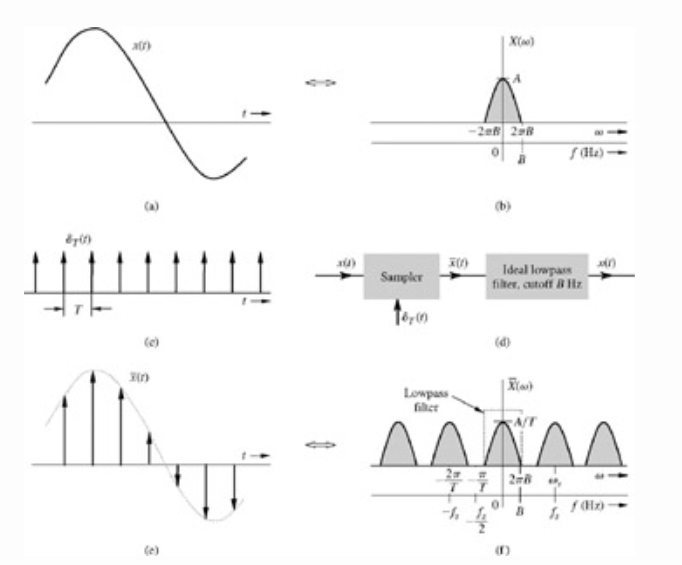 x(t)
t
(a)
X(ω)
A
−2πB
2πB
ω
0
B
f (Hz)
(b)
δT(t)
T
t
(c)
x(t)
Sampler
x̅(t)
Ideal lowpass
filter, cutoff B Hz
x(t)
δT(t)
(d)
x̅(t)
t
(e)
X̅(ω)
Lowpass
filter
A/T
−2π/T
−π/T
2πB
ωs
ω
−fs
−fs/2
0
B
fs
f (Hz)
(f)